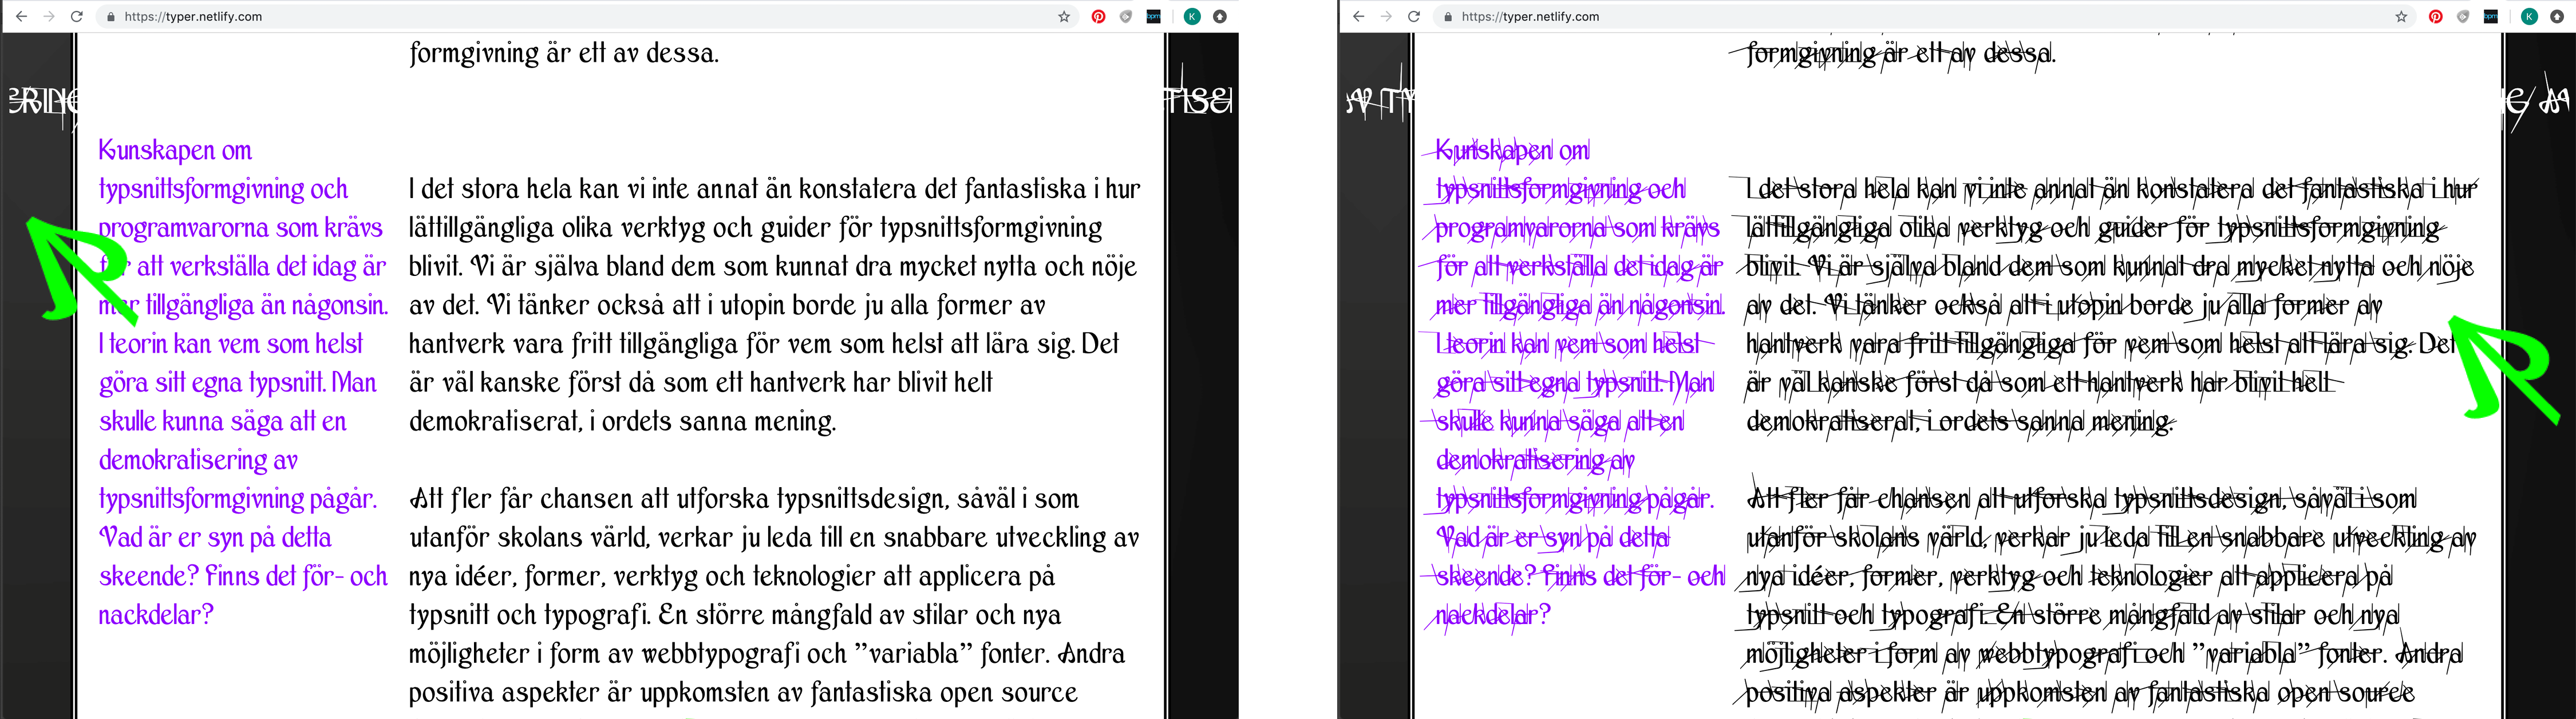 https://typer.netlify.com
formgivning är ett av dessa.
Kunskapen om
typsnittsformgivning och
programvarorna som krävs
för att verkställa det idag är
mer tillgängliga än någonsin.
I teorin kan vem som helst
göra sitt egna typsnitt. Man
skulle kunna säga att en
demokratisering av
typsnittsformgivning pågår.
Vad är er syn på detta
skeende? Finns det för- och
nackdelar?
I det stora hela kan vi inte annat än konstatera det fantastiska i hur
lättillgängliga olika verktyg och guider för typsnittsformgivning
blivit. Vi är själva bland dem som kunnat dra mycket nytta och nöje
av det. Vi tänker också att i utopin borde ju alla former av
hantverk vara fritt tillgängliga för vem som helst att lära sig. Det
är väl kanske först då som ett hantverk har blivit helt
demokratiserat, i ordets sanna mening.
Att fler får chansen att utforska typsnittsdesign, såväl i som
utanför skolans värld, verkar ju leda till en snabbare utveckling av
nya idéer, former, verktyg och teknologier att applicera på
typsnitt och typografi. En större mångfald av stilar och nya
möjligheter i form av webbtypografi och ”variabla” fonter. Andra
positiva aspekter är uppkomsten av fantastiska open source
https://typer.netlify.com
formgivning är ett av dessa.
Kunskapen om
typsnittsformgivning och
programvarorna som krävs
för att verkställa det idag är
mer tillgängliga än någonsin.
I teorin kan vem som helst
göra sitt egna typsnitt. Man
skulle kunna säga att en
demokratisering av
typsnittsformgivning pågår.
Vad är er syn på detta
skeende? Finns det för- och
nackdelar?
I det stora hela kan vi inte annat än konstatera det fantastiska i hur
lättillgängliga olika verktyg och guider för typsnittsformgivning
blivit. Vi är själva bland dem som kunnat dra mycket nytta och nöje
av det. Vi tänker också att i utopin borde ju alla former av
hantverk vara fritt tillgängliga för vem som helst att lära sig. Det
är väl kanske först då som ett hantverk har blivit helt
demokratiserat, i ordets sanna mening.
Att fler får chansen att utforska typsnittsdesign, såväl i som
utanför skolans värld, verkar ju leda till en snabbare utveckling av
nya idéer, former, verktyg och teknologier att applicera på
typsnitt och typografi. En större mångfald av stilar och nya
möjligheter i form av webbtypografi och ”variabla” fonter. Andra
positiva aspekter är uppkomsten av fantastiska open source